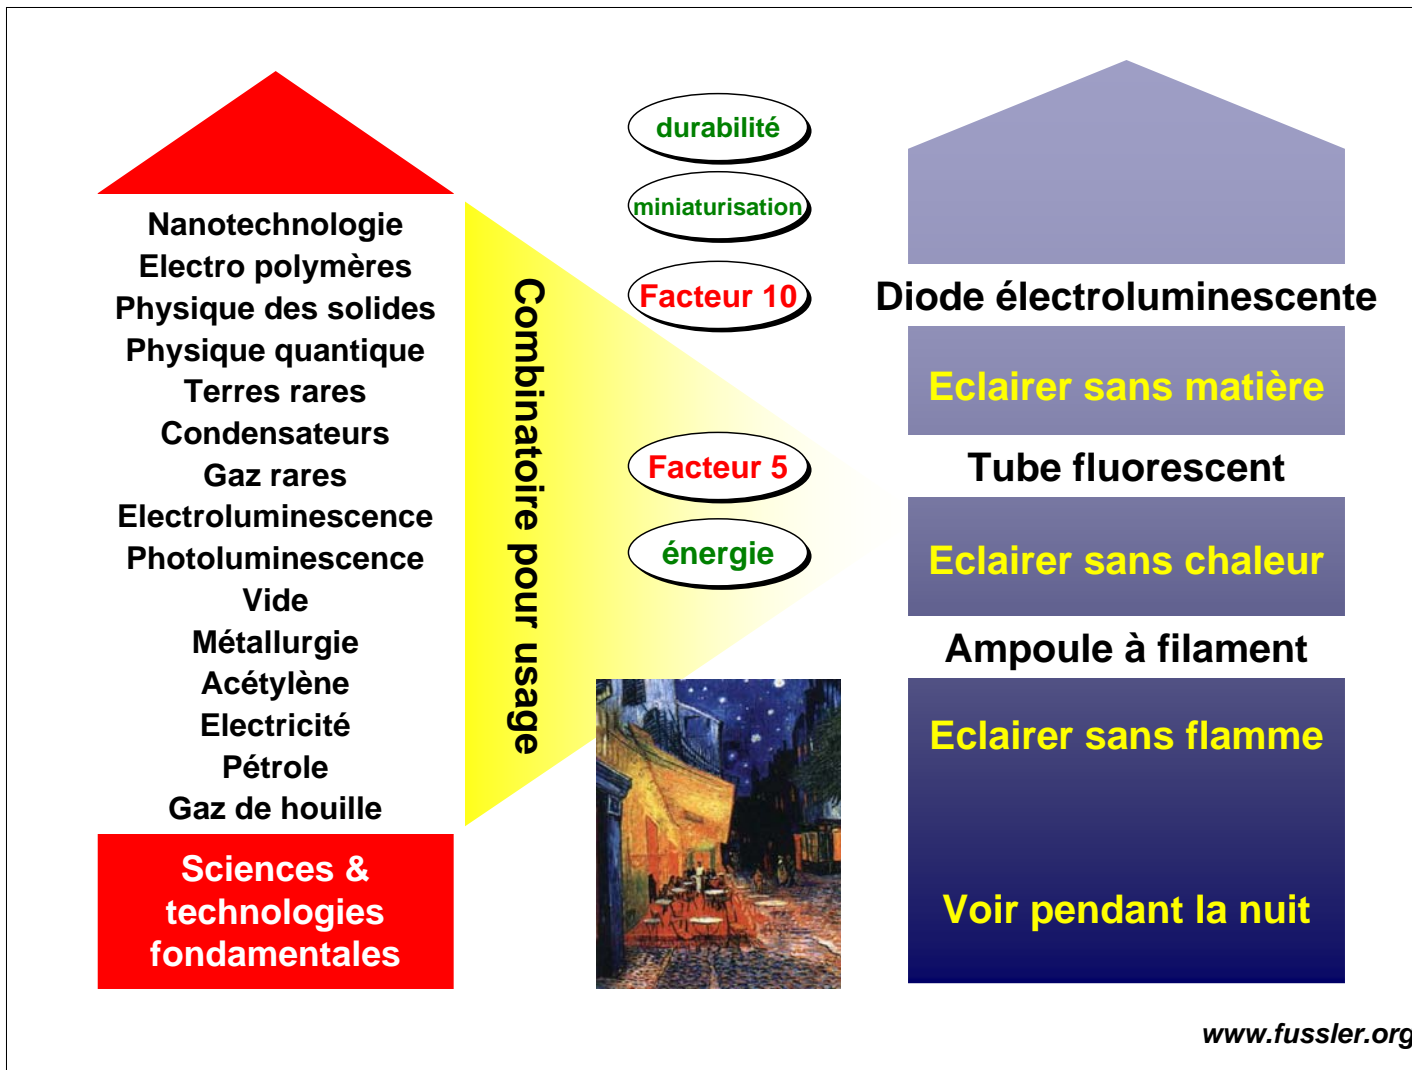 Nanotechnologie
Electro polymères
Physique des solides
Physique quantique
Terres rares
Condensateurs
Gaz rares
Electroluminescence
Photoluminescence
Vide
Métallurgie
Acétylène
Electricité
Pétrole
Gaz de houille
Sciences &
technologies
fondamentales
Combinatoire pour usage
durabilité
miniaturisation
Facteur 10
Facteur 5
énergie
Diode électroluminescente
Eclairer sans matière
Tube fluorescent
Eclairer sans chaleur
Ampoule à filament
Eclairer sans flamme
Voir pendant la nuit
www.fussler.org